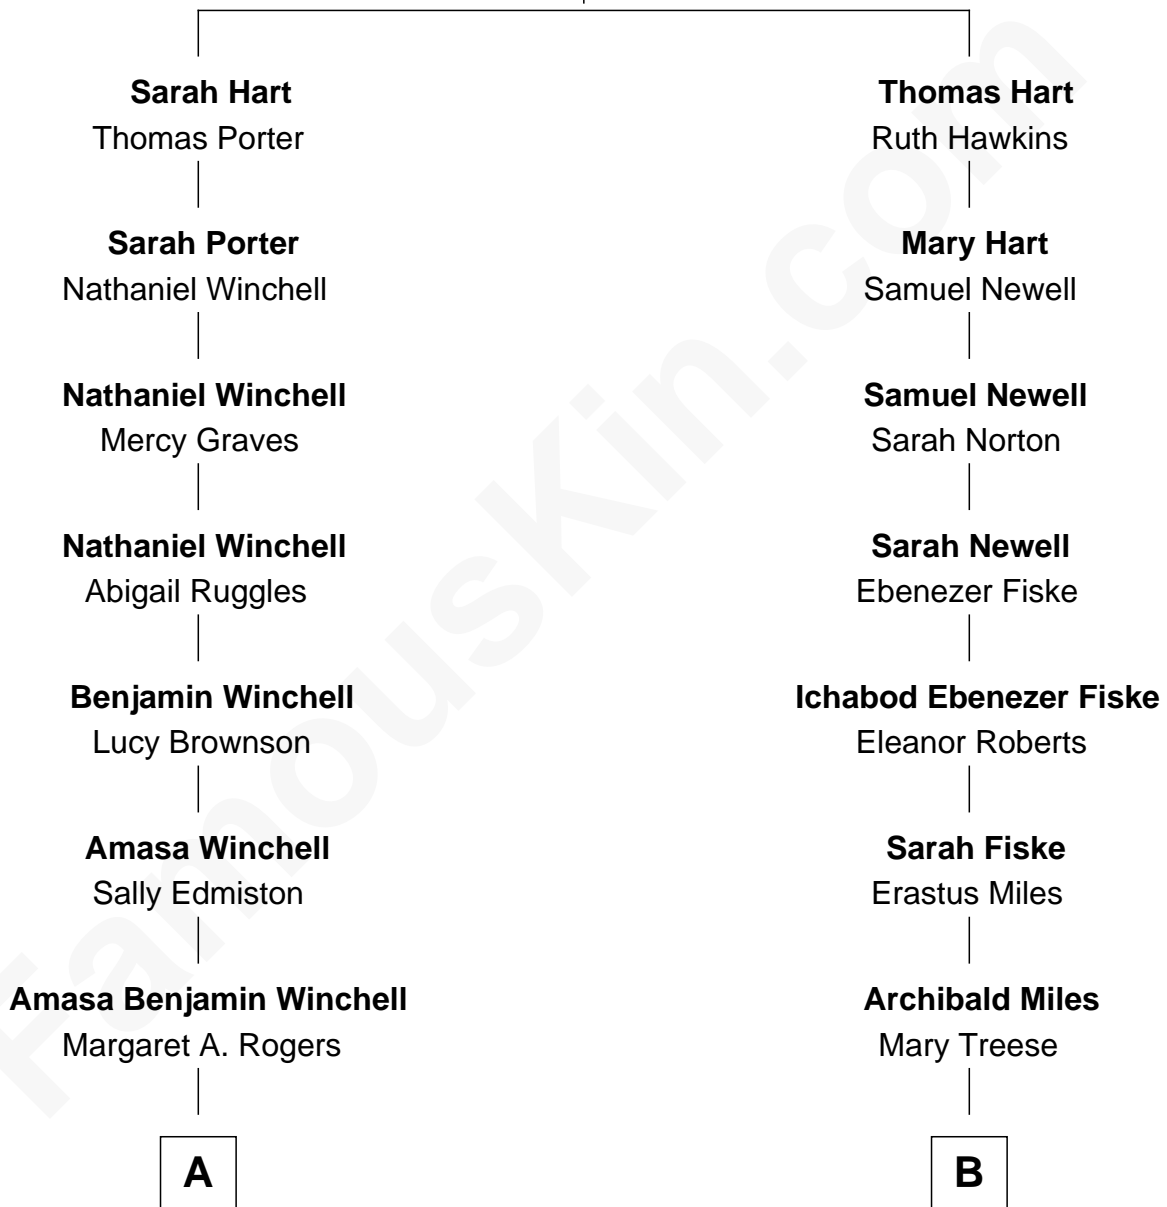 Sarah Hart
Thomas Porter
Sarah Porter
Nathaniel Winchell
Nathaniel Winchell
Mercy Graves
Nathaniel Winchell
Abigail Ruggles
Benjamin Winchell
Lucy Brownson
Amasa Winchell
Sally Edmiston
Amasa Benjamin Winchell
Margaret A. Rogers
A
Thomas Hart
Ruth Hawkins
Mary Hart
Samuel Newell
Samuel Newell
Sarah Norton
Sarah Newell
Ebenezer Fiske
Ichabod Ebenezer Fiske
Eleanor Roberts
Sarah Fiske
Erastus Miles
Archibald Miles
Mary Treese
B
FamousKin.com